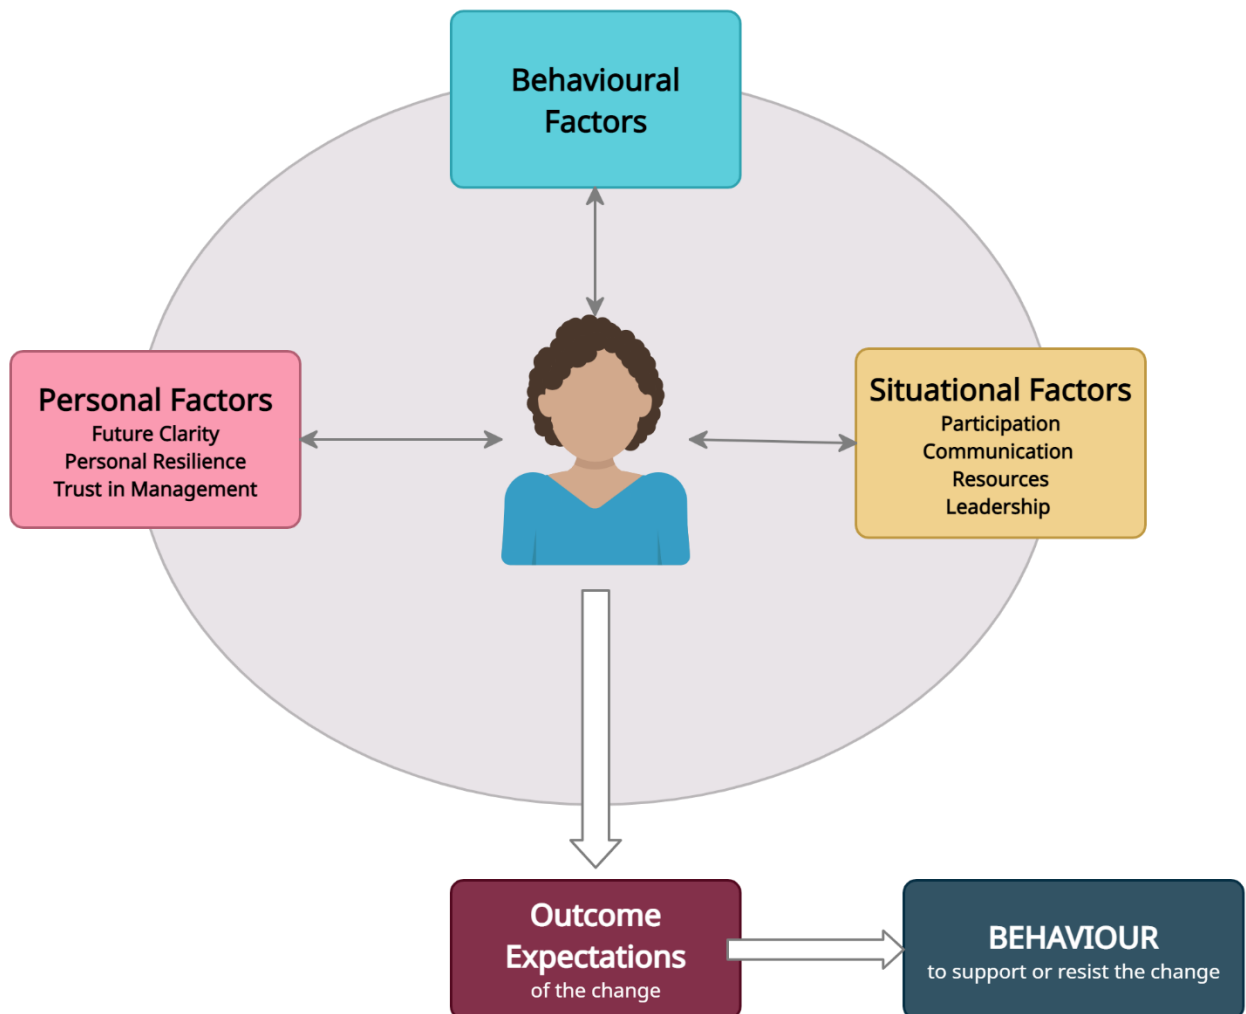 Behavioural
Factors
Personal Factors
Future Clarity
Personal Resilience
Trust in Management
Situational Factors
Participation
Communication
Resources
Leadership
Outcome
Expectations
of the change
BEHAVIOUR
to support or resist the change